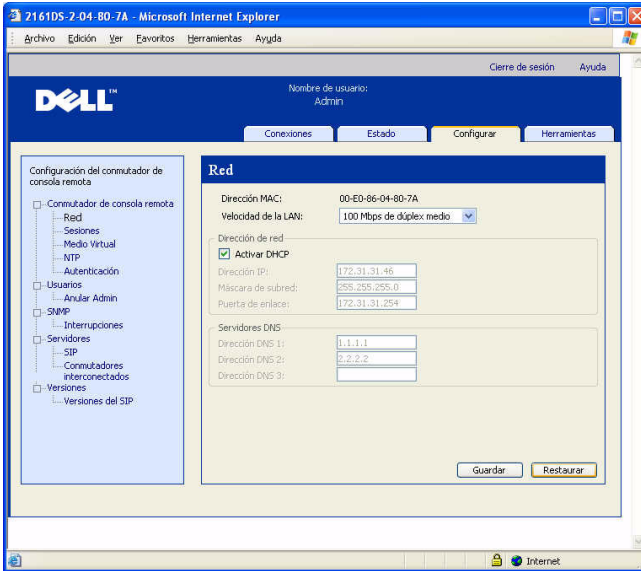 2161DS-2-04-80-7A - Microsoft Internet Explorer
Archivo Edición Ver Favoritos Herramientas Ayuda
Cierre de sesión Ayuda
DELL™
Nombre de usuario:
Admin
Conexiones Estado Configurar Herramientas
Configuración del conmutador de
consola remota
Conmutador de consola remota
Red
Sesiones
Medio Virtual
NTP
Autenticación
Usuarios
Anular Admin
SNMP
Interrupciones
Servidores
SIP
Conmutadores
interconectados
Versiones
Versiones del SIP
Red
Dirección MAC: 00-E0-86-04-80-7A
Velocidad de la LAN: 100 Mbps de dúplex medio
Dirección de red
Activar DHCP
Dirección IP: 172.31.31.46
Máscara de subred: 255.255.255.0
Puerta de enlace: 172.31.31.254
Servidores DNS
Dirección DNS 1: 1.1.1.1
Dirección DNS 2: 2.2.2.2
Dirección DNS 3:
Guardar Restaurar
Internet